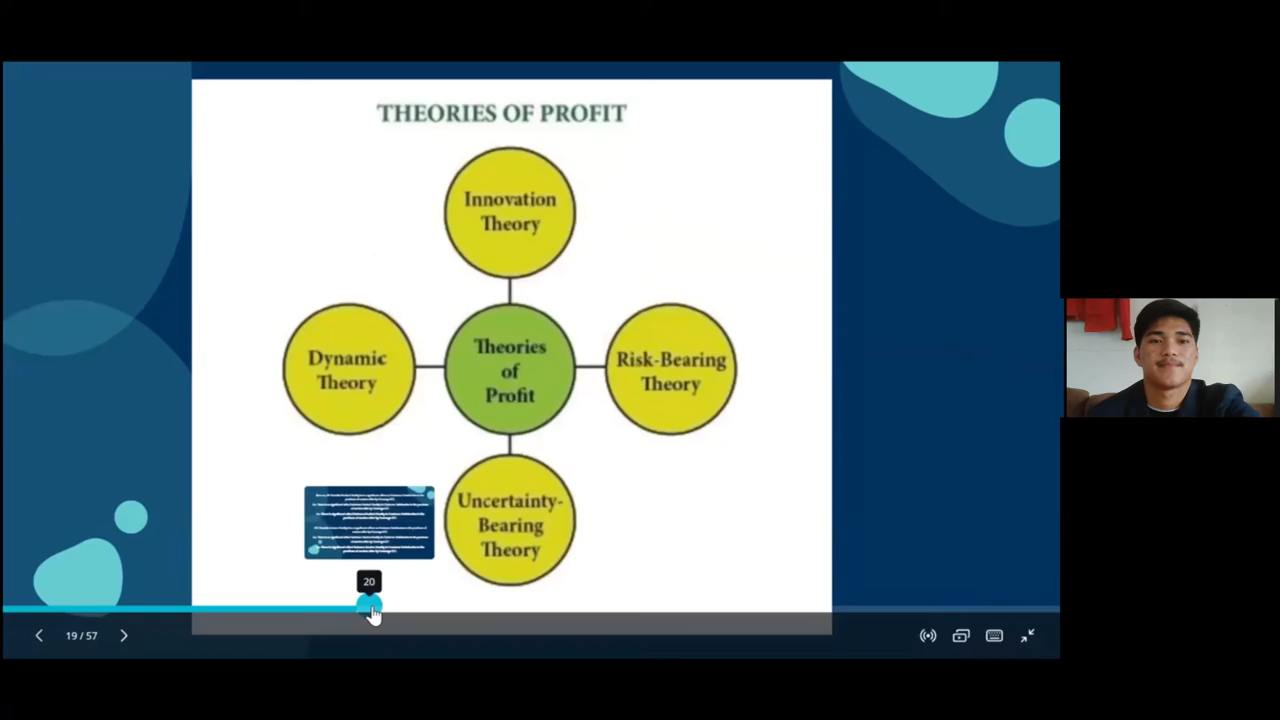 THEORIES OF PROFIT
Innovation
Theory
Dynamic
Theory
Theories
of
Profit
Risk-Bearing
Theory
Uncertainty-
Bearing
Theory
20
19 / 57